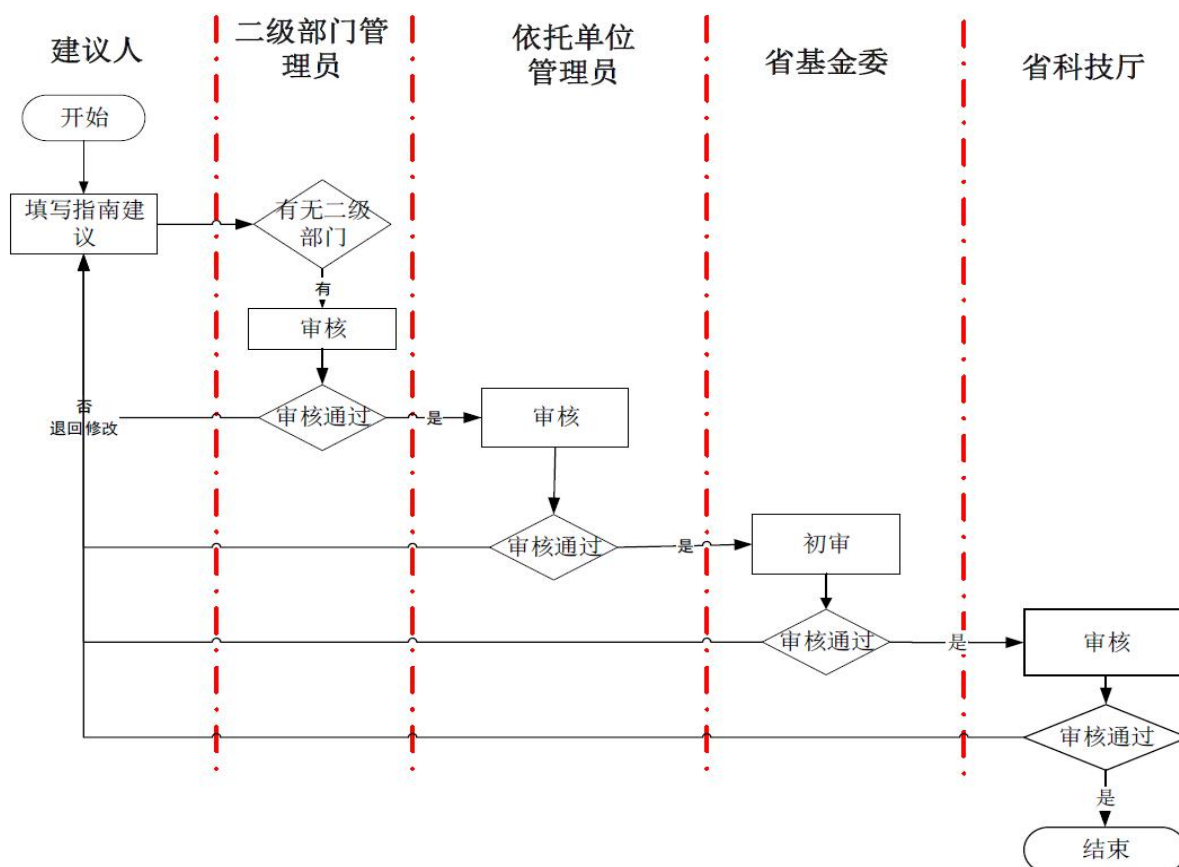 建议人
二级部门管
理员
依托单位
管理员
省基金委
省科技厅
开始
填写指南建
议
有无二级
部门
有
审核
审核通过
是
审核
否
退回修改
审核通过
是
初审
审核通过
是
审核
审核通过
是
结束